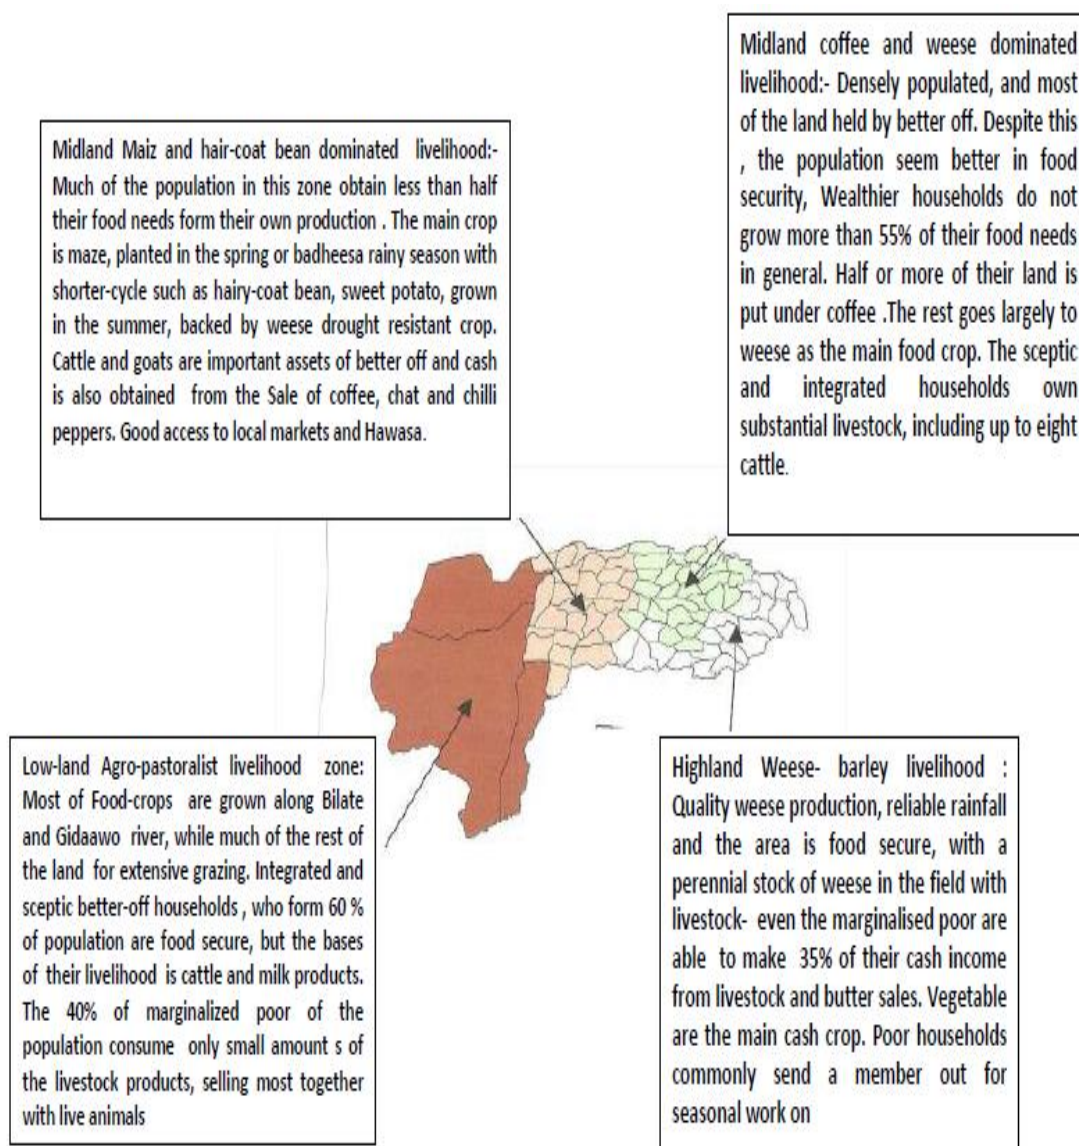 Midland Maiz and hair-coat bean dominated livelihood:-
Much of the population in this zone obtain less than half
their food needs form their own production . The main crop
is maze, planted in the spring or badheesa rainy season with
shorter-cycle such as hairy-coat bean, sweet potato, grown
in the summer, backed by weese drought resistant crop.
Cattle and goats are important assets of better off and cash
is also obtained from the Sale of coffee, chat and chilli
peppers. Good access to local markets and Hawasa.
Midland coffee and weese dominated
livelihood:- Densely populated, and most
of the land held by better off. Despite this
, the population seem better in food
security, Wealthier households do not
grow more than 55% of their food needs
in general. Half or more of their land is
put under coffee .The rest goes largely to
weese as the main food crop. The sceptic
and integrated households own
substantial livestock, including up to eight
cattle.
Low-land Agro-pastoralist livelihood zone:
Most of Food-crops are grown along Bilate
and Gidaawo river, while much of the rest of
the land for extensive grazing. Integrated and
sceptic better-off households , who form 60 %
of population are food secure, but the bases
of their livelihood is cattle and milk products.
The 40% of marginalized poor of the
population consume only small amount s of
the livestock products, selling most together
with live animals
Highland Weese- barley livelihood :
Quality weese production, reliable rainfall
and the area is food secure, with a
perennial stock of weese in the field with
livestock- even the marginalised poor are
able to make 35% of their cash income
from livestock and butter sales. Vegetable
are the main cash crop. Poor households
commonly send a member out for
seasonal work on